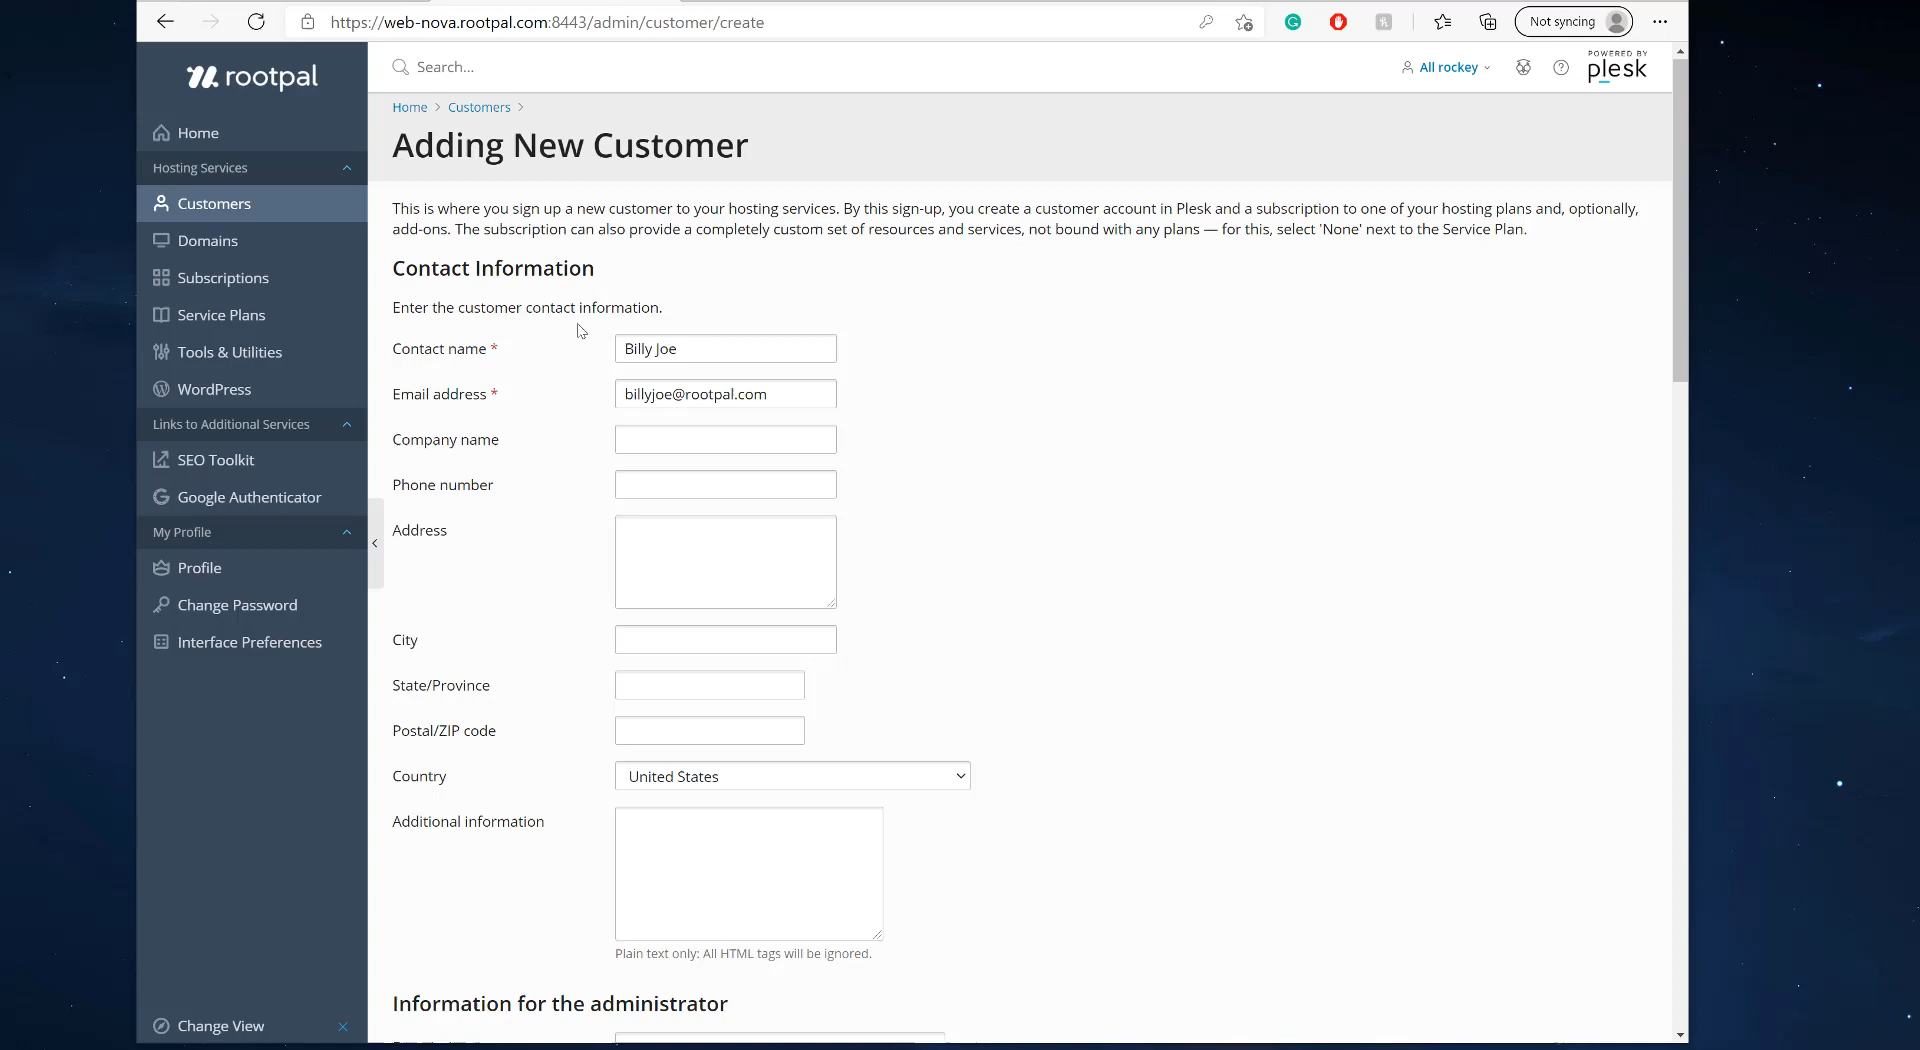 https://web-nova.rootpal.com:8443/admin/customer/create
Not syncing
rootpal
Search...
All rockey
POWERED BY
plesk
Home
Hosting Services
Customers
Domains
Subscriptions
Service Plans
Tools & Utilities
WordPress
Links to Additional Services
SEO Toolkit
Google Authenticator
My Profile
Profile
Change Password
Interface Preferences
Change View
Home > Customers >
Adding New Customer
This is where you sign up a new customer to your hosting services. By this sign-up, you create a customer account in Plesk and a subscription to one of your hosting plans and, optionally,
add-ons. The subscription can also provide a completely custom set of resources and services, not bound with any plans — for this, select 'None' next to the Service Plan.
Contact Information
Enter the customer contact information.
Contact name * Billy Joe
Email address * billyjoe@rootpal.com
Company name
Phone number
Address
City
State/Province
Postal/ZIP code
Country United States
Additional information
Plain text only: All HTML tags will be ignored.
Information for the administrator